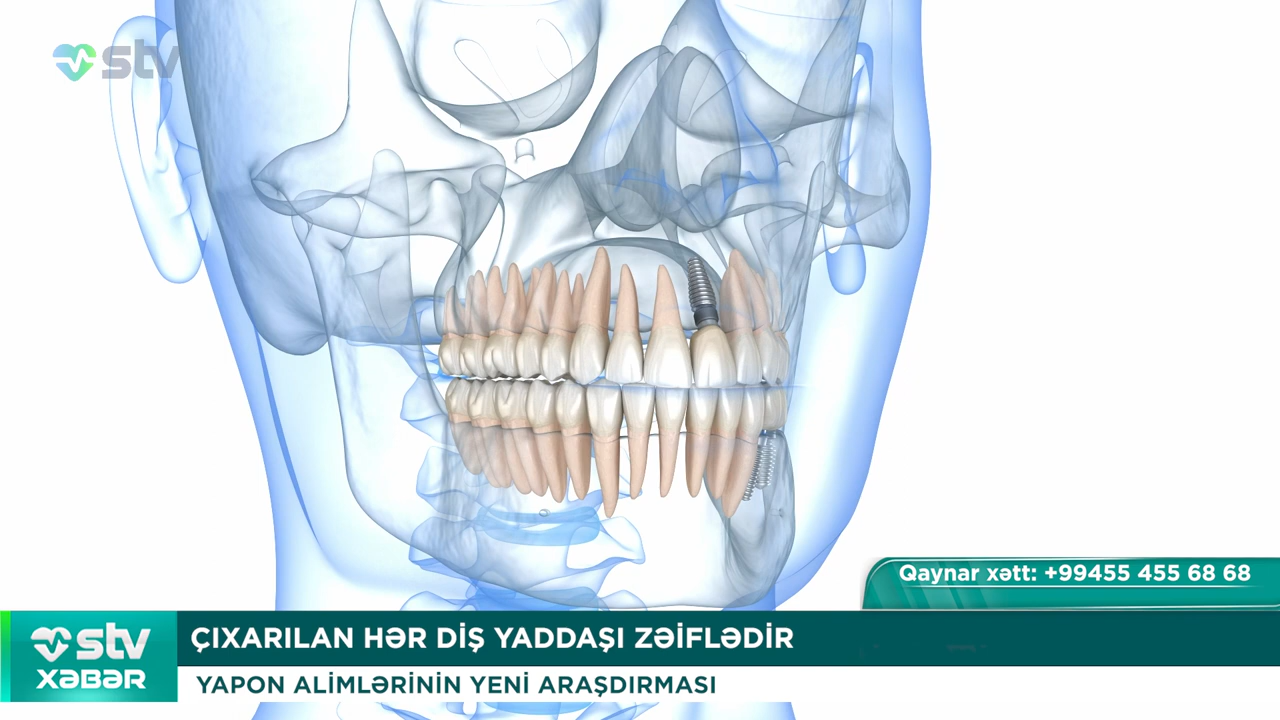 stv
Qaynar xətt: +99455 455 68 68
stv
XƏBƏR
ÇIXARILAN HƏR DİŞ YADDAŞI ZƏİFLƏDİR
YAPON ALİMLƏRİNİN YENİ ARAŞDIRMASI